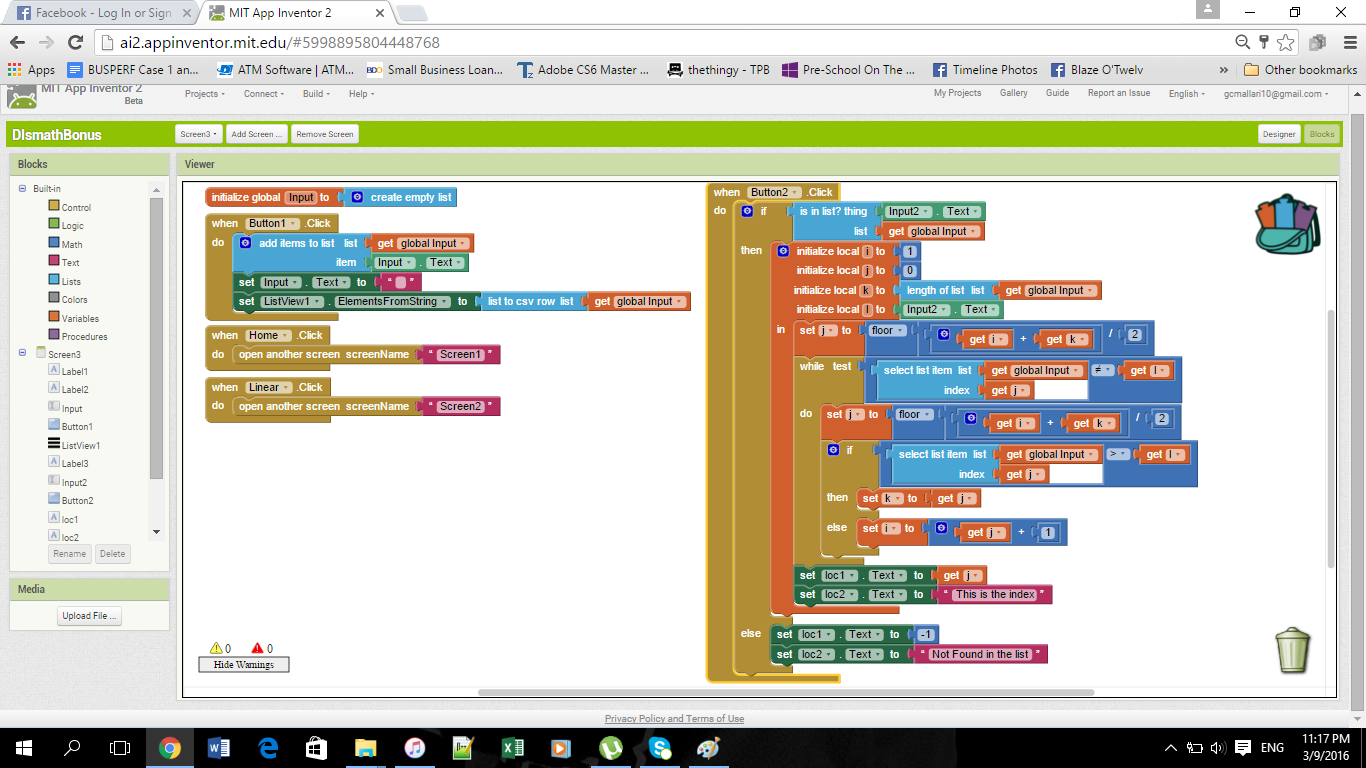 Facebook - Log In or Sign
MIT App Inventor 2
ai2.appinventor.mit.edu/#5998895804448768
Apps
BUSPERF Case 1 an...
ATM Software | ATM...
BDO
Small Business Loan...
Adobe CS6 Master ...
thethingy - TPB
Pre-School On The ...
Timeline Photos
Blaze O'Twelv
»
Other bookmarks
MIT App Inventor 2
Beta
Projects
Connect
Build
Help
My Projects
Gallery
Guide
Report an Issue
English
gcmallari10@gmail.com
DIsmathBonus
Screen3
Add Screen ...
Remove Screen
Designer
Blocks
Blocks
Built-in
Control
Logic
Math
Text
Lists
Colors
Variables
Procedures
Screen3
Label1
Label2
Input
Button1
ListView1
Label3
Input2
Button2
loc1
loc2
Rename
Delete
Media
Upload File ...
Viewer
initialize global Input to create empty list
when Button1 .Click
do add items to list list get global Input
item Input . Text
set Input . Text to “ ”
set ListView1 . ElementsFromString to list to csv row list get global Input
when Home .Click
do open another screen screenName “ Screen1 ”
when Linear .Click
do open another screen screenName “ Screen2 ”
when Button2 .Click
do if is in list? thing Input2 . Text
list get global Input
then initialize local i to 1
initialize local j to 0
initialize local k to length of list list get global Input
initialize local l to Input2 . Text
in set j to floor get i + get k / 2
while test select list item list get global Input ≠ get l
index get j
do set j to floor get i + get k / 2
if select list item list get global Input > get l
index get j
then set k to get j
else set i to get j + 1
set loc1 . Text to get j
set loc2 . Text to “ This is the index ”
else set loc1 . Text to -1
set loc2 . Text to “ Not Found in the list ”
0 0
Hide Warnings
Privacy Policy and Terms of Use
ENG
11:17 PM
3/9/2016